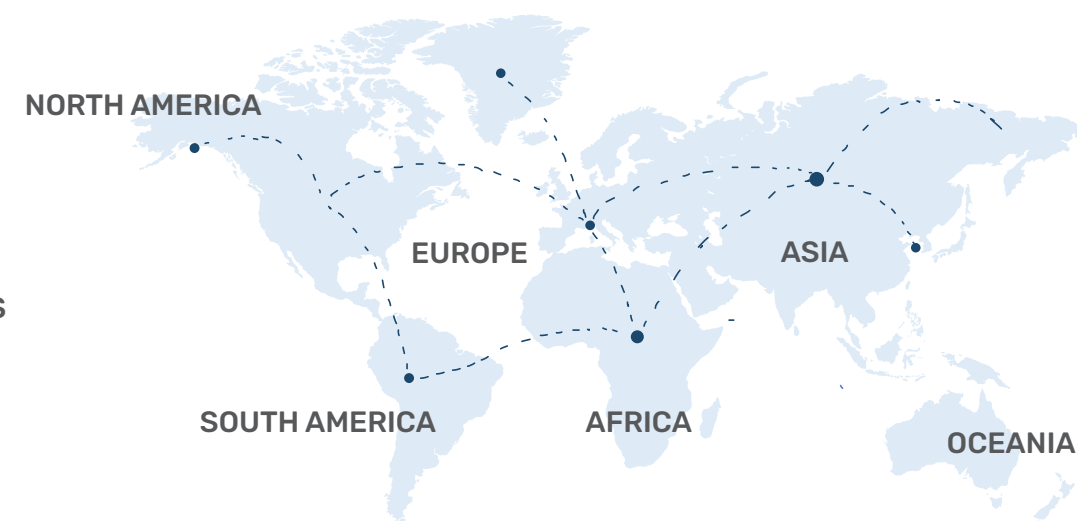 NORTH AMERICA
EUROPE
ASIA
S
SOUTH AMERICA
AFRICA
OCEANIA